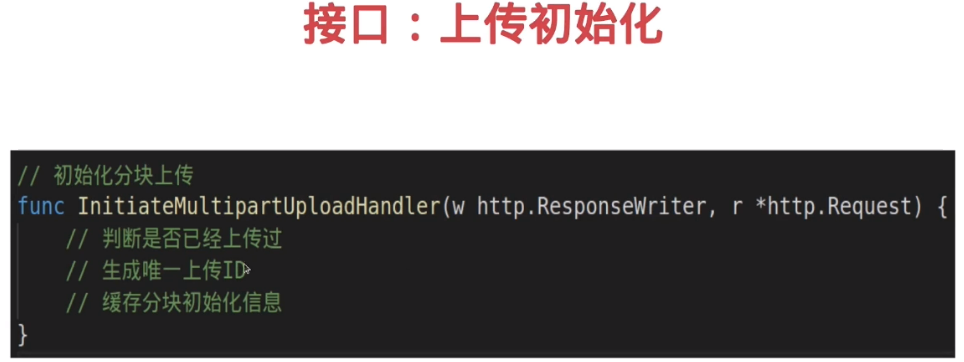 接口：上传初始化
// 初始化分块上传
func InitiateMultipartUploadHandler(w http.ResponseWriter, r *http.Request) {
// 判断是否已经上传过
// 生成唯一上传ID
// 缓存分块初始化信息
}